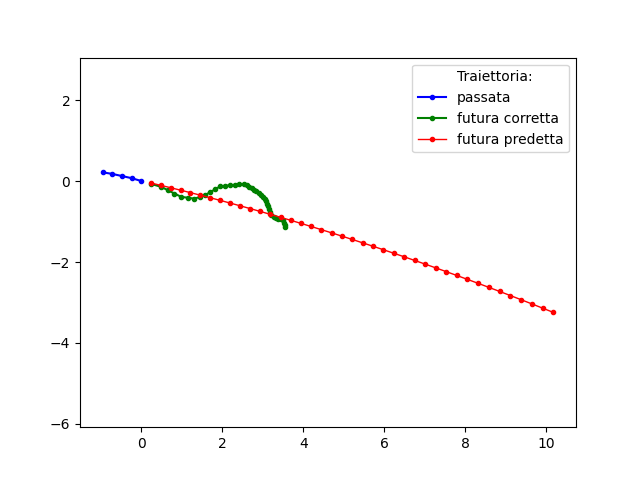 Traiettoria:
passata
futura corretta
futura predetta
2
0
−2
−4
−6
0 2 4 6 8 10